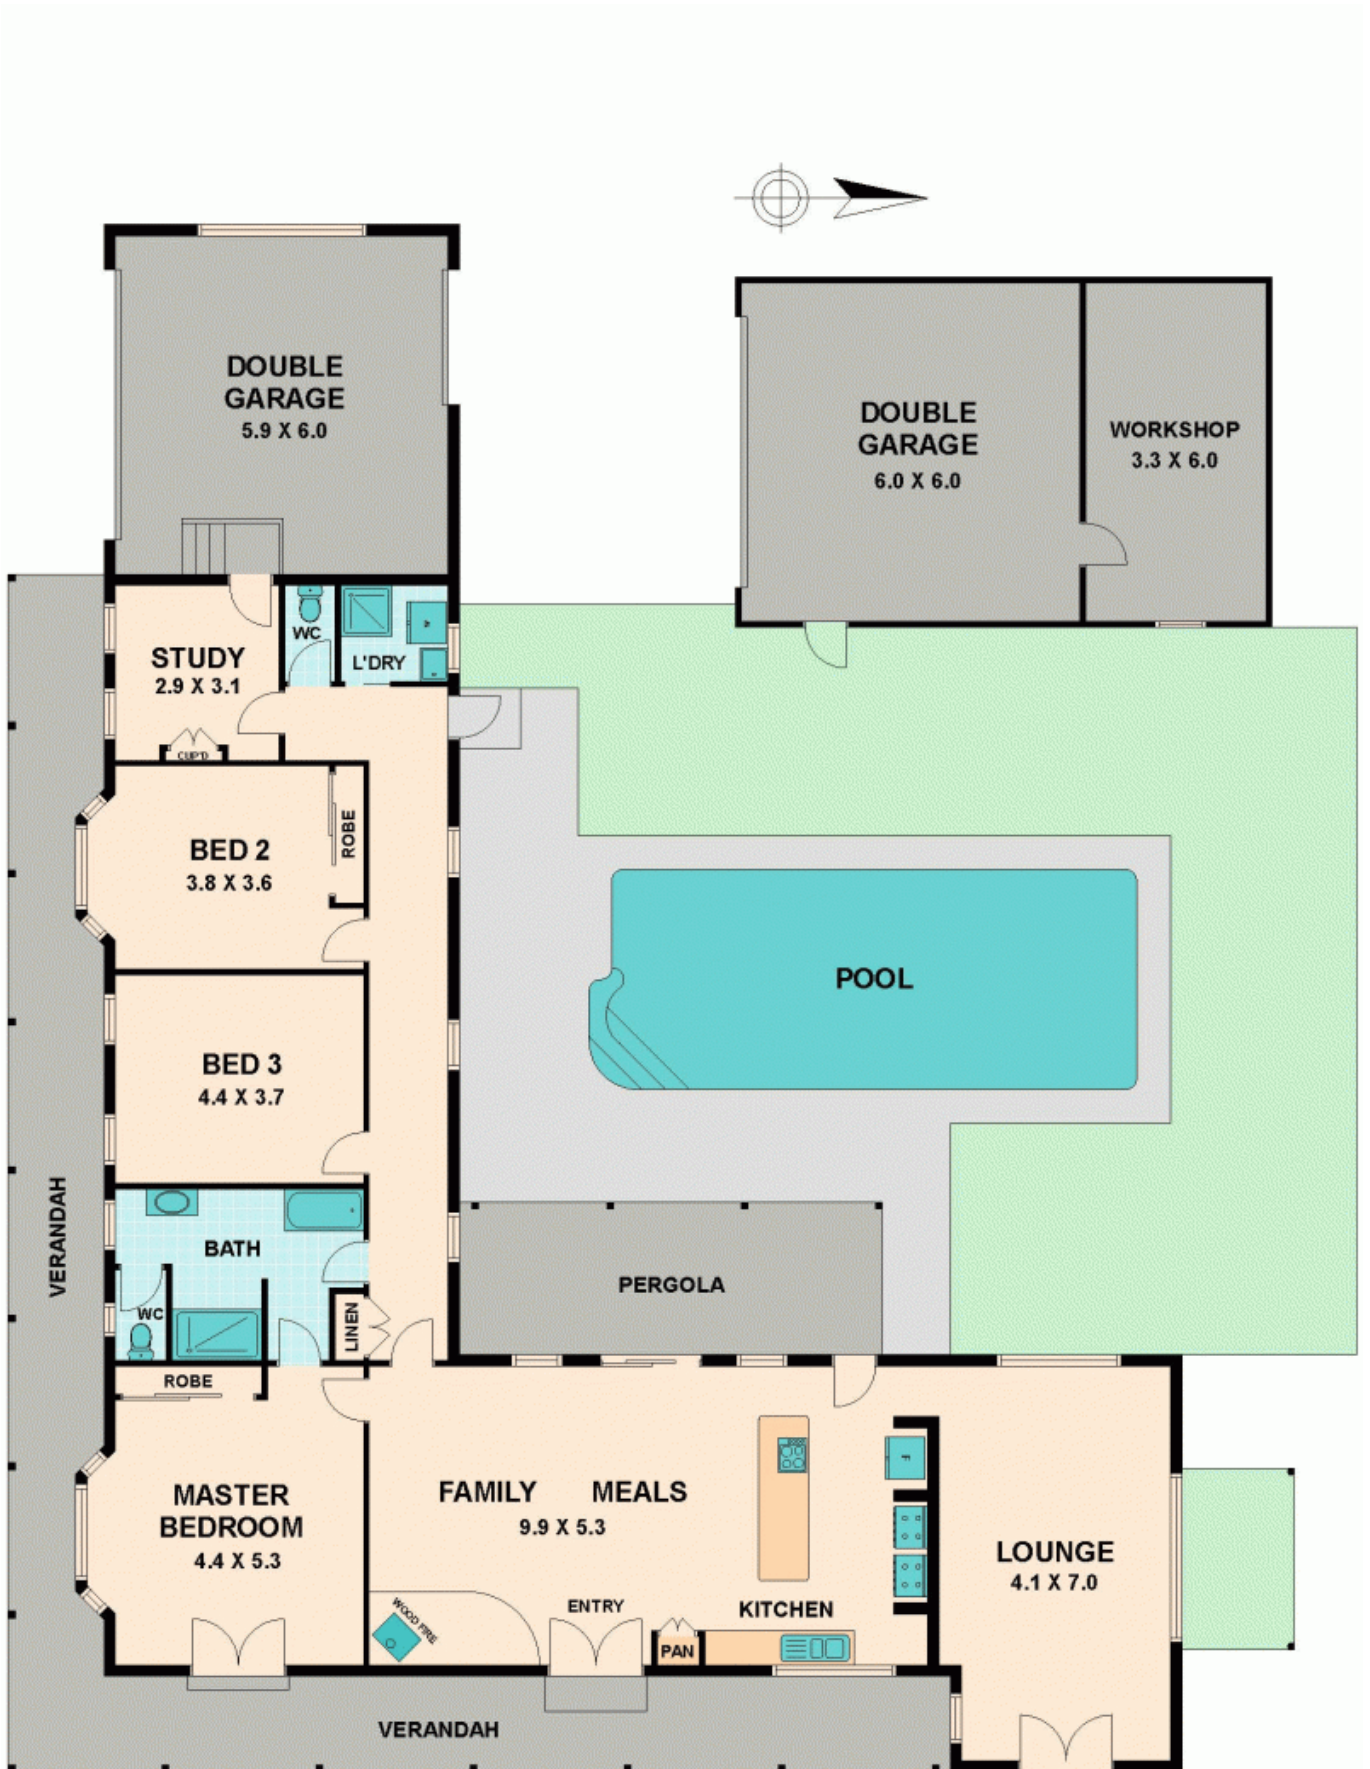 DOUBLE
GARAGE
5.9 X 6.0
DOUBLE
GARAGE
6.0 X 6.0
WORKSHOP
3.3 X 6.0
WC
L'DRY
STUDY
2.9 X 3.1
CUP'D
BED 2
3.8 X 3.6
ROBE
POOL
BED 3
4.4 X 3.7
VERANDAH
BATH
WC
LINEN
PERGOLA
ROBE
MASTER
BEDROOM
4.4 X 5.3
FAMILY MEALS
9.9 X 5.3
F
LOUNGE
4.1 X 7.0
WOOD FIRE
ENTRY
KITCHEN
PAN
VERANDAH